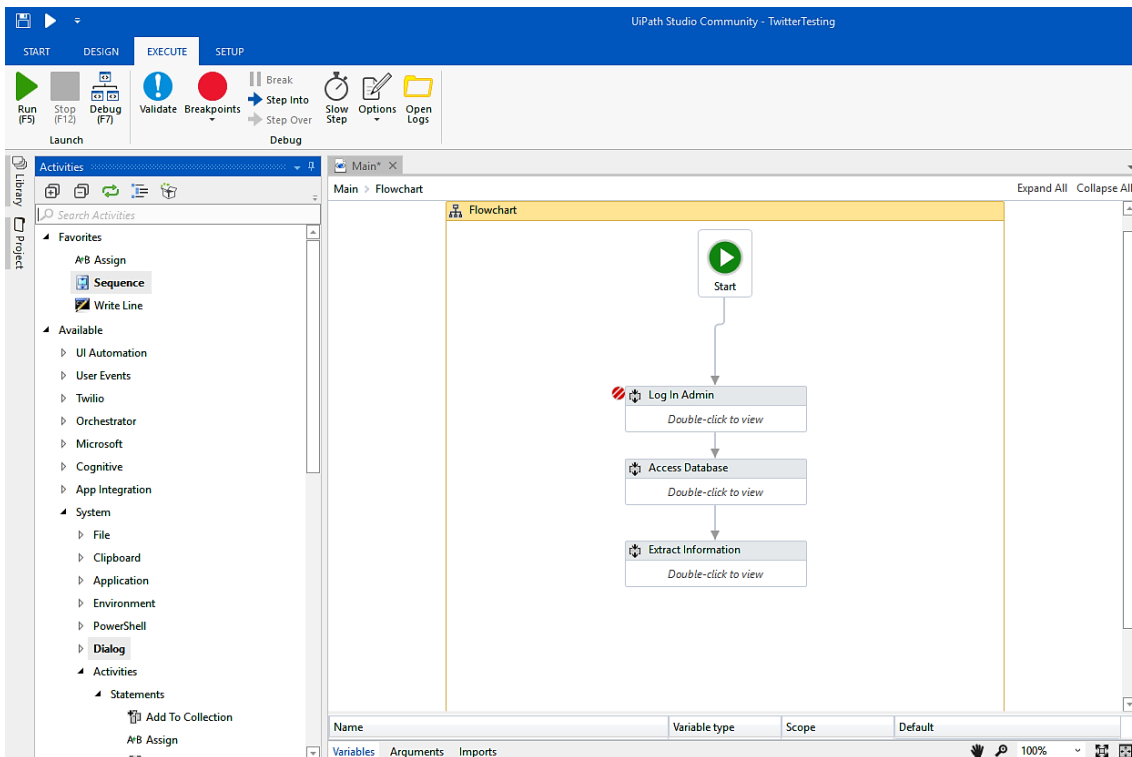 UiPath Studio Community - TwitterTesting
START DESIGN EXECUTE SETUP
Run (F5)
Stop (F12)
Debug (F7)
Launch
Validate
Breakpoints
Break
Step Into
Step Over
Slow Step
Options
Open Logs
Debug
Library
Project
Activities
Search Activities
Favorites
A+B Assign
Sequence
Write Line
Available
UI Automation
User Events
Twilio
Orchestrator
Microsoft
Cognitive
App Integration
System
File
Clipboard
Application
Environment
PowerShell
Dialog
Activities
Statements
Add To Collection
A+B Assign
Main*
Main > Flowchart
Expand All Collapse All
Flowchart
Start
Log In Admin
Double-click to view
Access Database
Double-click to view
Extract Information
Double-click to view
Name Variable type Scope Default
Variables Arguments Imports
100%